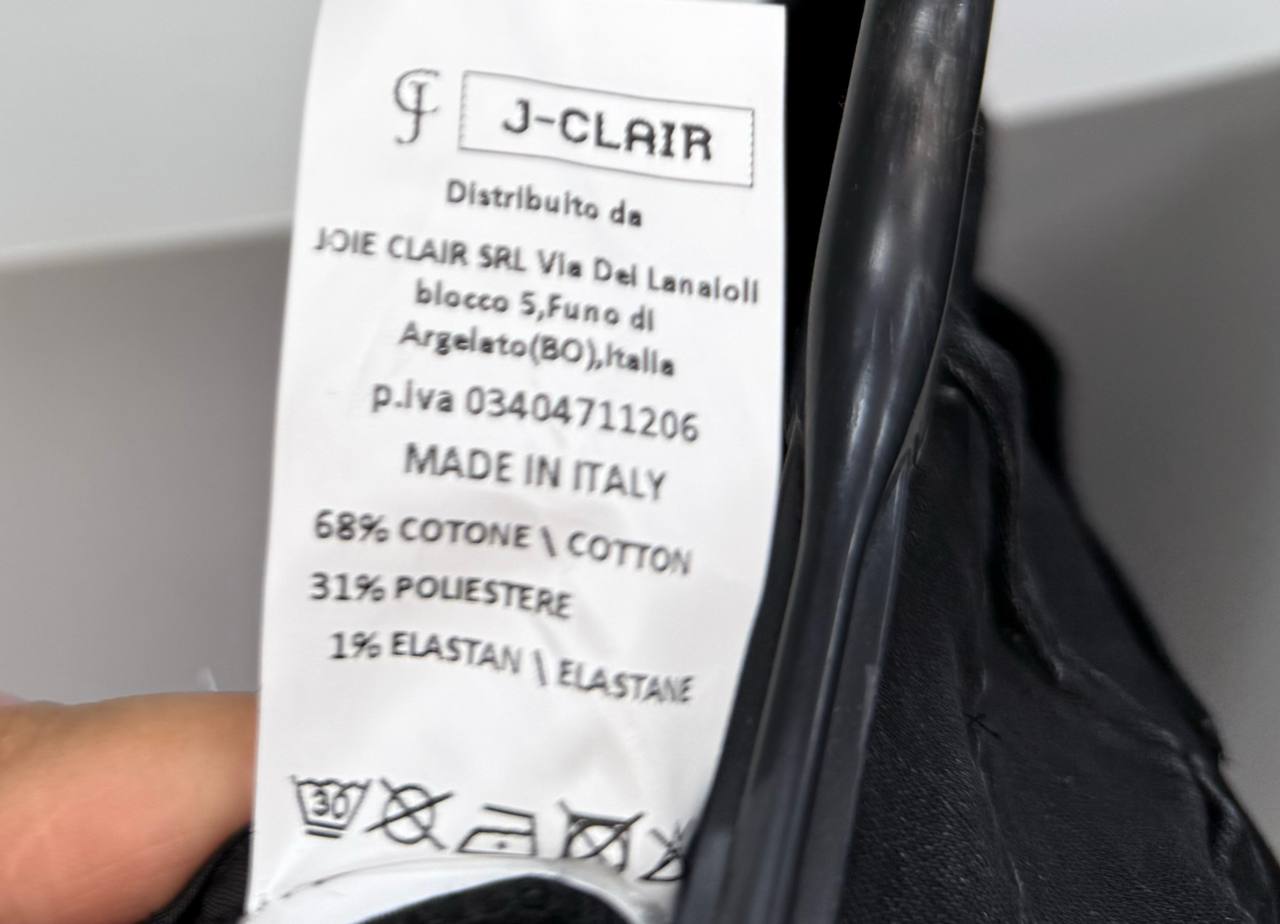 J-CLAIR
Distribuito da
JOIE CLAIR SRL Via Dei Lanaioli
blocco 5,Funo di
Argelato(BO),Italia
p.iva 03404711206
MADE IN ITALY
68% COTONE \ COTTON
31% POLIESTERE
1% ELASTAN \ ELASTANE
30